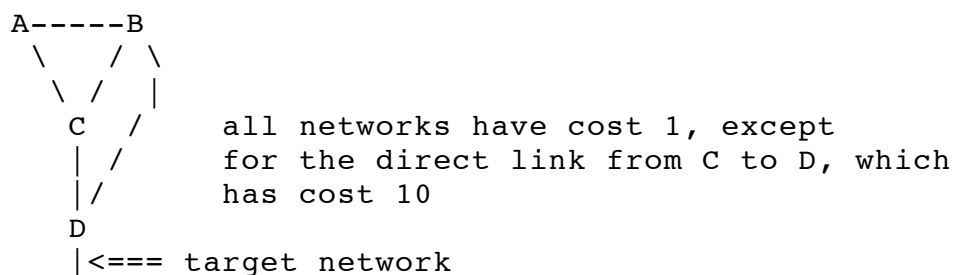 A-----B
\ / \
\ / |
C / all networks have cost 1, except
| / for the direct link from C to D, which
|/ has cost 10
D
|<=== target network